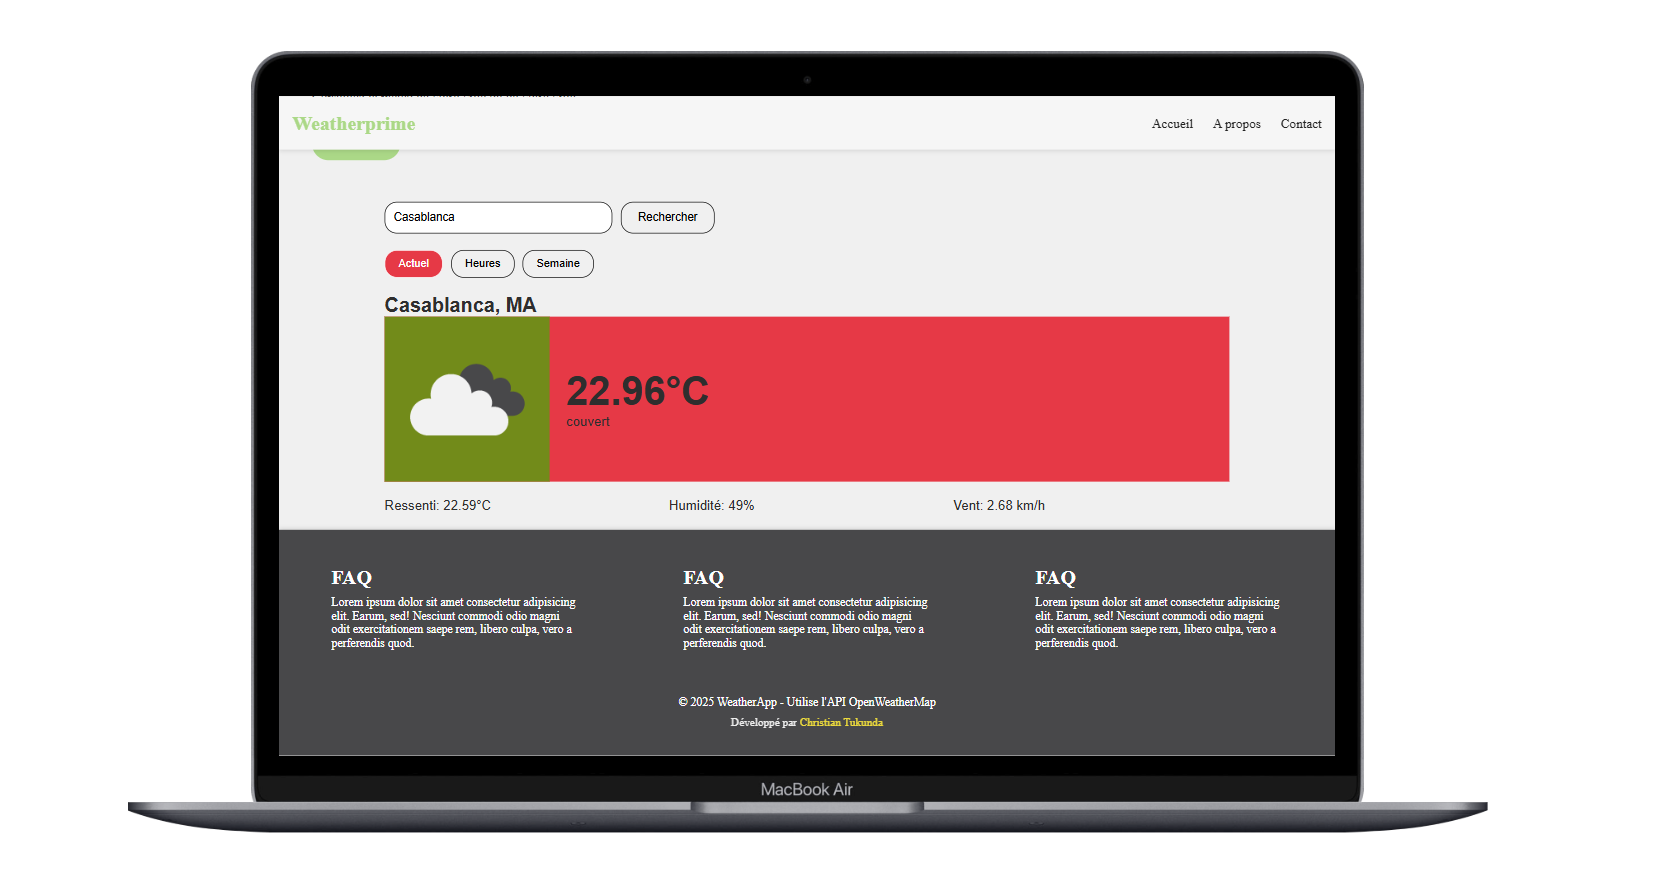 Weatherprime
Accueil A propos Contact
Casablanca
Rechercher
Actuel Heures Semaine
Casablanca, MA
22.96°C
couvert
Ressenti: 22.59°C Humidité: 49% Vent: 2.68 km/h
FAQ
Lorem ipsum dolor sit amet consectetur adipisicing
elit. Earum, sed! Nesciunt commodi odio magni
odit exercitationem saepe rem, libero culpa, vero a
perferendis quod.
FAQ
Lorem ipsum dolor sit amet consectetur adipisicing
elit. Earum, sed! Nesciunt commodi odio magni
odit exercitationem saepe rem, libero culpa, vero a
perferendis quod.
FAQ
Lorem ipsum dolor sit amet consectetur adipisicing
elit. Earum, sed! Nesciunt commodi odio magni
odit exercitationem saepe rem, libero culpa, vero a
perferendis quod.
© 2025 WeatherApp - Utilise l'API OpenWeatherMap
Développé par Christian Tukunda
MacBook Air